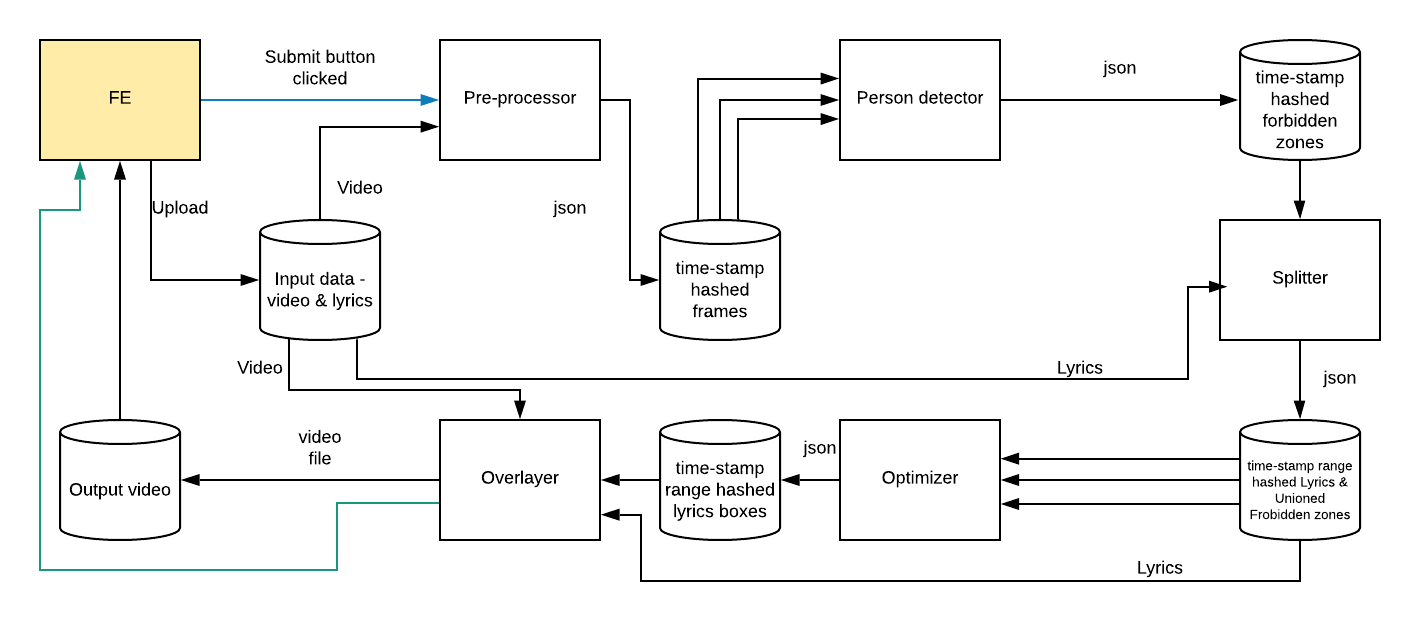 Submit button
clicked
FE
Pre-processor
Person detector
json
time-stamp
hashed
forbidden
zones
Upload
Video
json
Input data -
video & lyrics
time-stamp
hashed
frames
Splitter
Video
Lyrics
json
video
file
Output video
Overlayer
time-stamp
range hashed
lyrics boxes
json
Optimizer
time-stamp range
hashed Lyrics &
Unioned
Frobidden zones
Lyrics